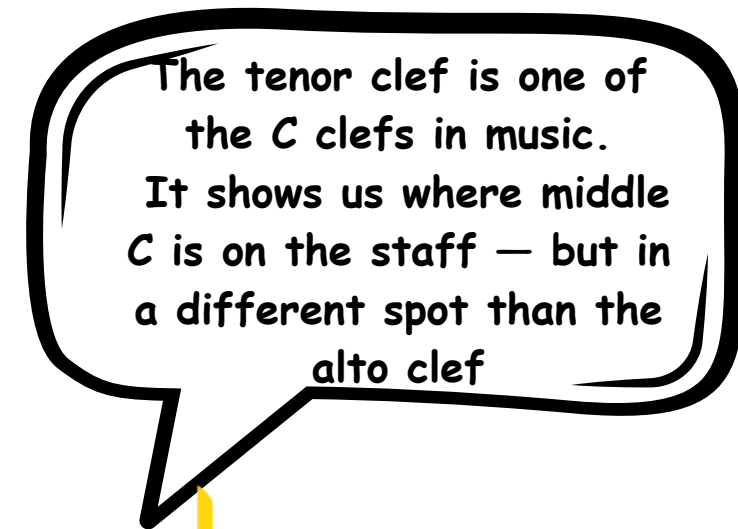 The tenor clef is one of
the C clefs in music.
It shows us where middle
C is on the staff — but in
a different spot than the
alto clef